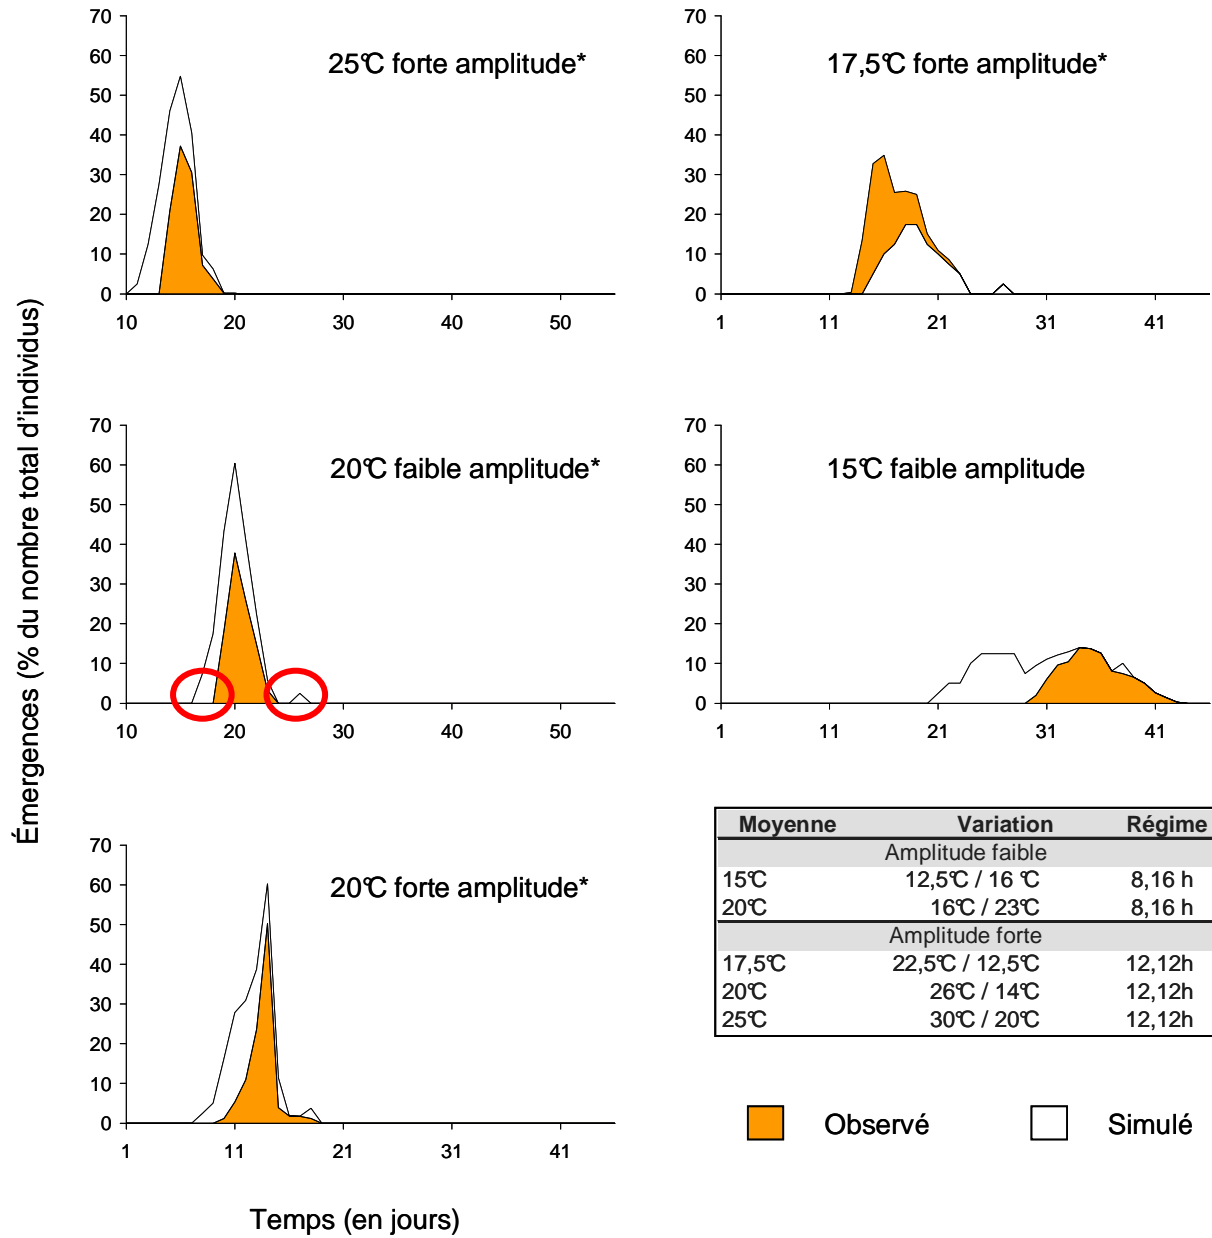 Émergences (% du nombre total d'individus)
25℃ forte amplitude*
70
60
50
40
30
20
10
0
10 20 30 40 50
17,5℃ forte amplitude*
70
60
50
40
30
20
10
0
1 11 21 31 41
20℃ faible amplitude*
70
60
50
40
30
20
10
0
10 20 30 40 50
15℃ faible amplitude
70
60
50
40
30
20
10
0
1 11 21 31 41
20℃ forte amplitude*
70
60
50
40
30
20
10
0
1 11 21 31 41
Temps (en jours)
Moyenne Variation Régime
Amplitude faible
15℃ 12,5℃ / 16 ℃ 8,16 h
20℃ 16℃ / 23℃ 8,16 h
Amplitude forte
17,5℃ 22,5℃ / 12,5℃ 12,12h
20℃ 26℃ / 14℃ 12,12h
25℃ 30℃ / 20℃ 12,12h
Observé Simulé